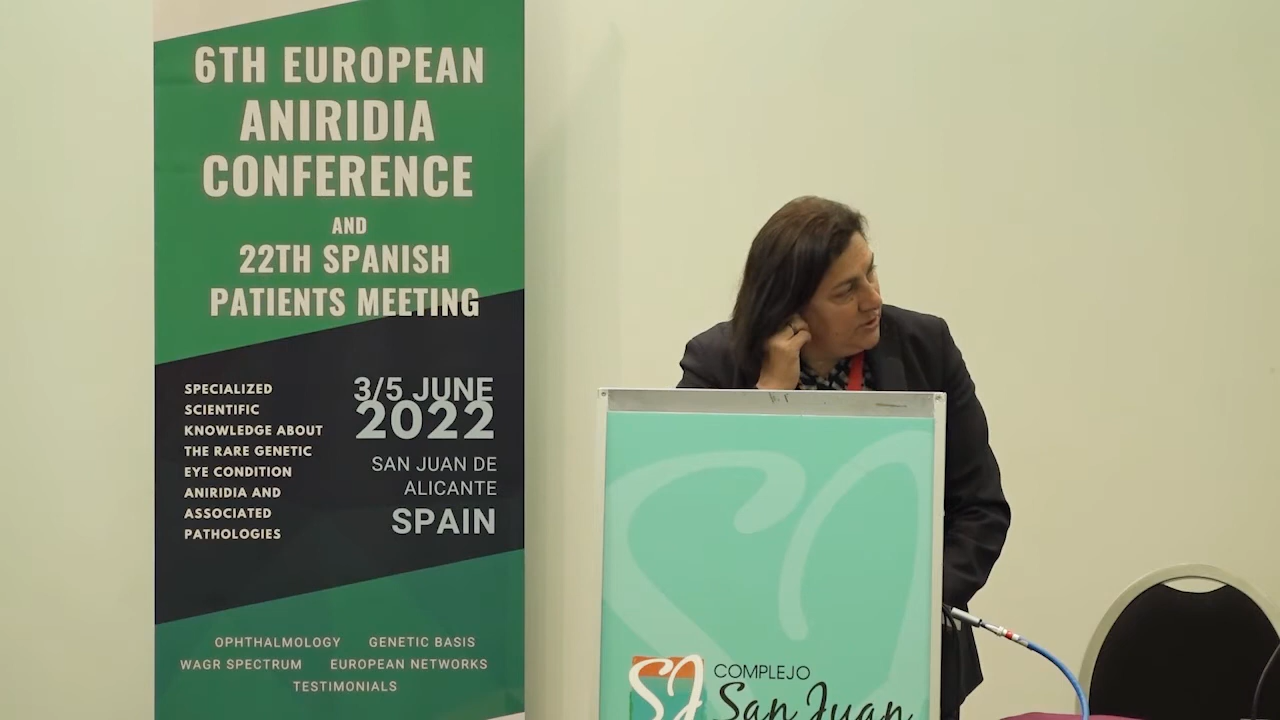 6TH EUROPEAN
ANIRIDIA
CONFERENCE
AND
22TH SPANISH
PATIENTS MEETING
SPECIALIZED
SCIENTIFIC
KNOWLEDGE ABOUT
THE RARE GENETIC
EYE CONDITION
ANIRIDIA AND
ASSOCIATED
PATHOLOGIES
3/5 JUNE
2022
SAN JUAN DE
ALICANTE
SPAIN
OPHTHALMOLOGY GENETIC BASIS
WAGR SPECTRUM EUROPEAN NETWORKS
TESTIMONIALS
SJ
SJ
COMPLEJO
San Juan